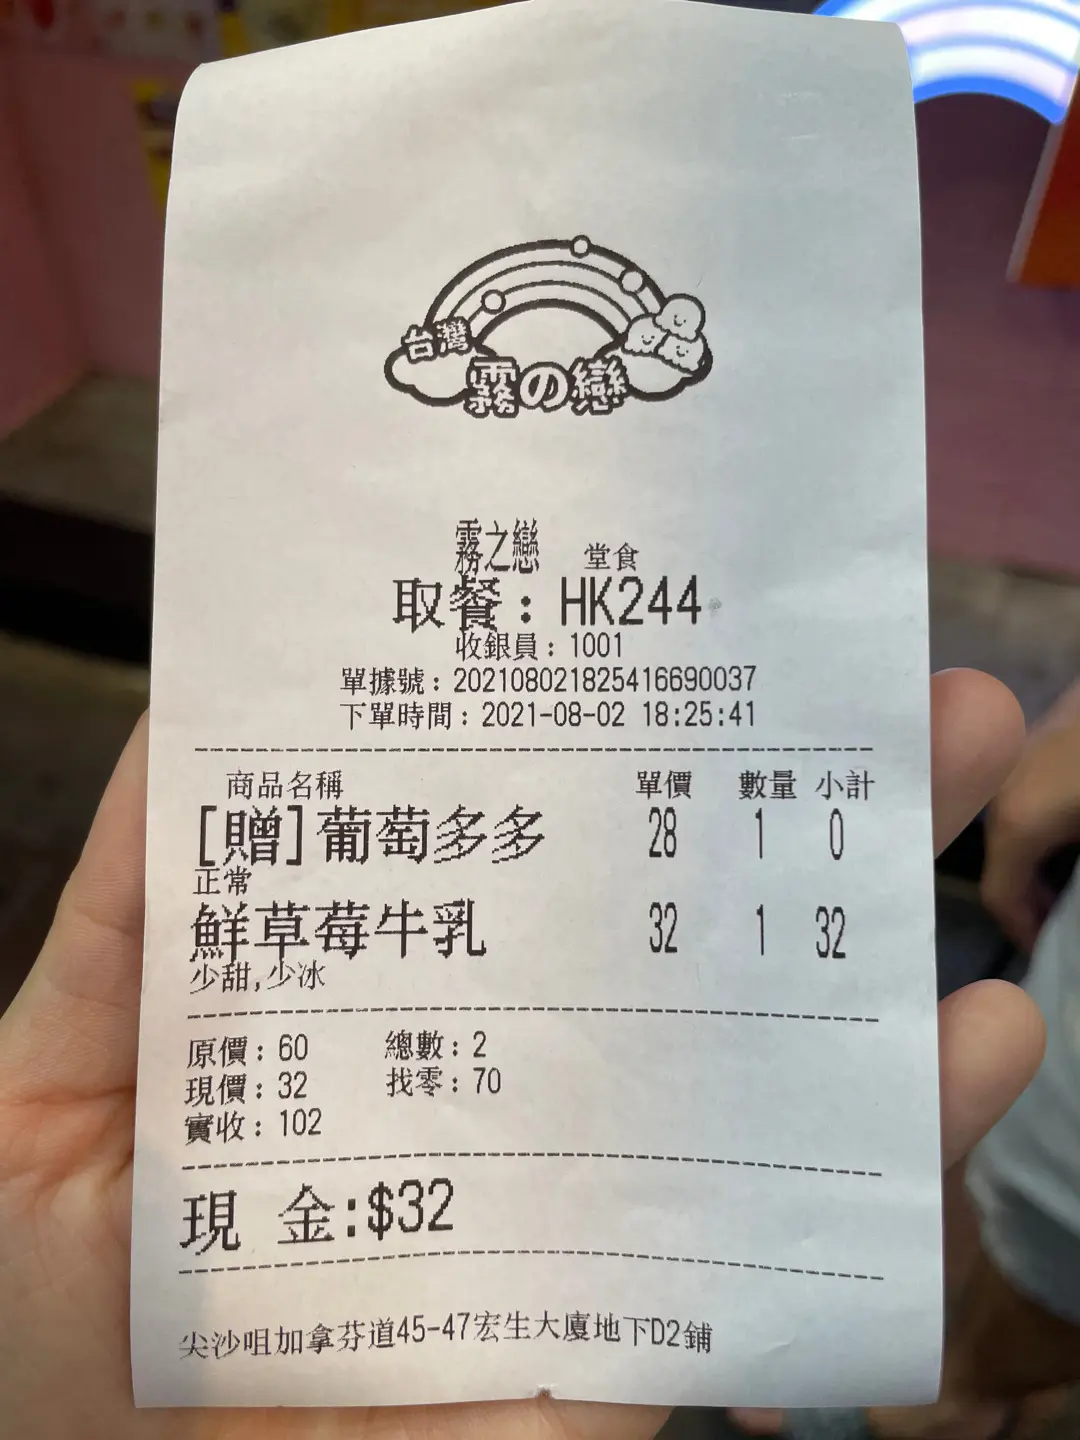 台灣
霧の戀
霧之戀 堂食
取餐: HK244
收銀員: 1001
單據號: 202108021825416690037
下單時間: 2021-08-02 18:25:41
商品名稱 單價 數量 小計
[贈]葡萄多多 28 1 0
正常
鮮草莓牛乳 32 1 32
少甜,少冰
原價: 60 總數: 2
現價: 32 找零: 70
實收: 102
現 金:$32
尖沙咀加拿芬道45-47宏生大廈地下D2鋪